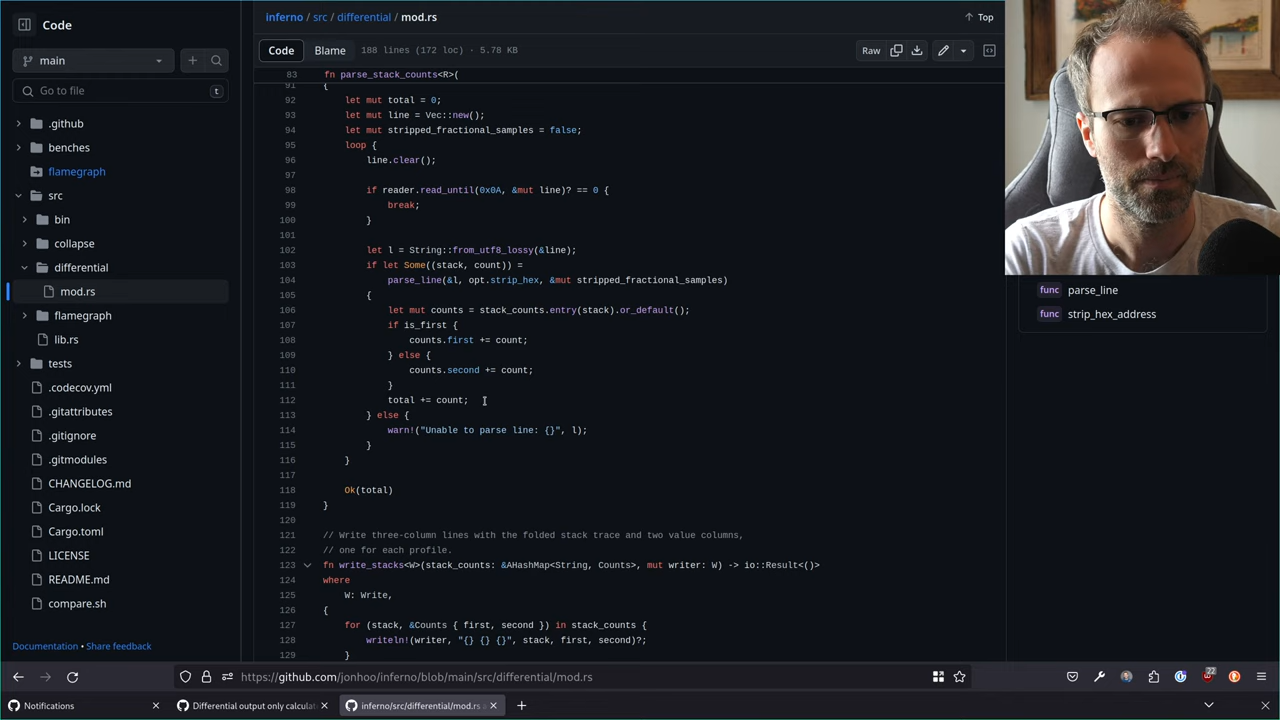 Code
main
Go to file
t
.github
benches
flamegraph
src
bin
collapse
differential
mod.rs
flamegraph
lib.rs
tests
.codecov.yml
.gitattributes
.gitignore
.gitmodules
CHANGELOG.md
Cargo.lock
Cargo.toml
LICENSE
README.md
compare.sh
Documentation • Share feedback
inferno / src / differential / mod.rs
Top
Code Blame 188 lines (172 loc) · 5.78 KB
Raw
83 fn parse_stack_counts<R>(
91 {
92 let mut total = 0;
93 let mut line = Vec::new();
94 let mut stripped_fractional_samples = false;
95 loop {
96 line.clear();
97
98 if reader.read_until(0x0A, &mut line)? == 0 {
99 break;
100 }
101
102 let l = String::from_utf8_lossy(&line);
103 if let Some((stack, count)) =
104 parse_line(&l, opt.strip_hex, &mut stripped_fractional_samples)
105 {
106 let mut counts = stack_counts.entry(stack).or_default();
107 if is_first {
108 counts.first += count;
109 } else {
110 counts.second += count;
111 }
112 total += count;
113 } else {
114 warn!("Unable to parse line: {}", l);
115 }
116 }
117
118 Ok(total)
119 }
120
121 // Write three-column lines with the folded stack trace and two value columns,
122 // one for each profile.
123 fn write_stacks<W>(stack_counts: &AHashMap<String, Counts>, mut writer: W) -> io::Result<()>
124 where
125 W: Write,
126 {
127 for (stack, &Counts { first, second }) in stack_counts {
128 writeln!(writer, "{} {} {}", stack, first, second)?;
129 }
func parse_line
func strip_hex_address
https://github.com/jonhoo/inferno/blob/main/src/differential/mod.rs
22
Notifications
Differential output only calculat
inferno/src/differential/mod.rs